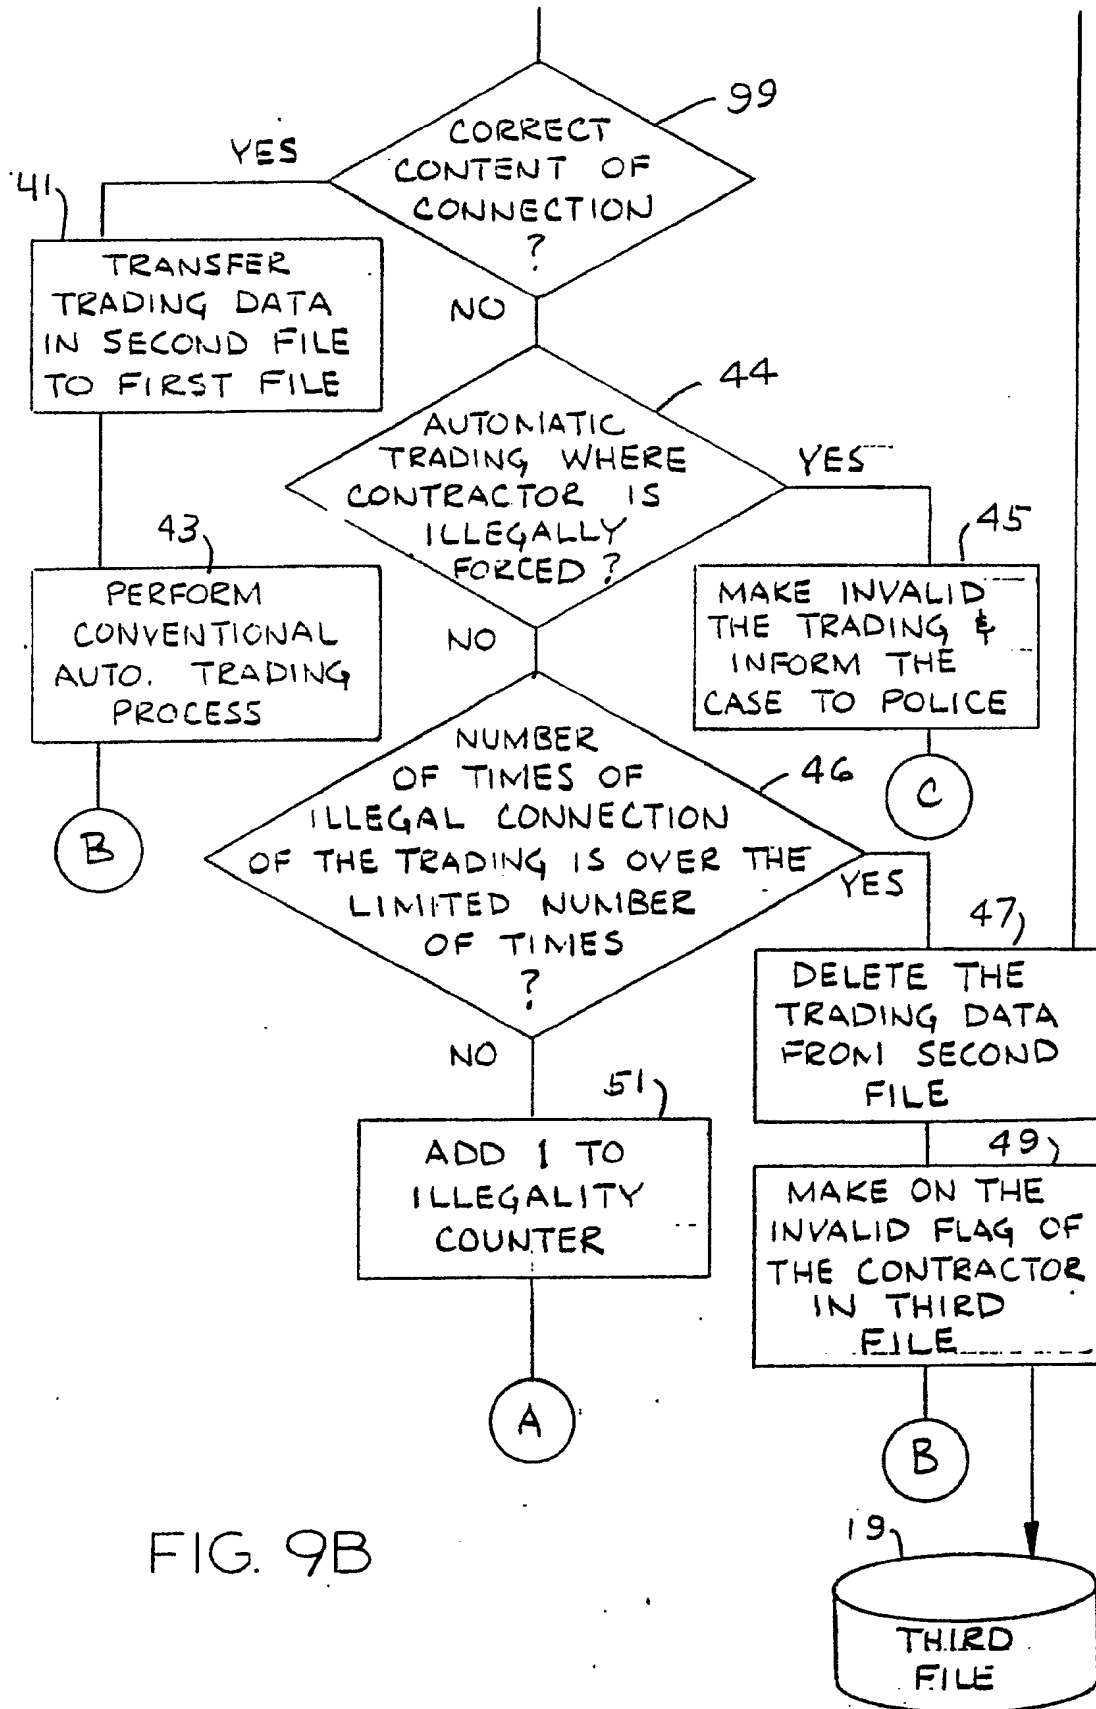 99
CORRECT
CONTENT OF
CONNECTION
?
YES
41
TRANSFER
TRADING DATA
IN SECOND FILE
TO FIRST FILE
NO
44
AUTOMATIC
TRADING WHERE
CONTRACTOR IS
ILLEGALLY
FORCED?
YES
43
PERFORM
CONVENTIONAL
AUTO. TRADING
PROCESS
45
MAKE INVALID
THE TRADING &
INFORM THE
CASE TO POLICE
NO
B
C
46
NUMBER
OF TIMES OF
ILLEGAL CONNECTION
OF THE TRADING IS OVER THE
LIMITED NUMBER
OF TIMES
?
YES
47
DELETE THE
TRADING DATA
FROM SECOND
FILE
NO
51
ADD 1 TO
ILLEGALITY
COUNTER
49
MAKE ON THE
INVALID FLAG OF
THE CONTRACTOR
IN THIRD
FILE
A
B
19
THIRD
FILE
FIG. 9B